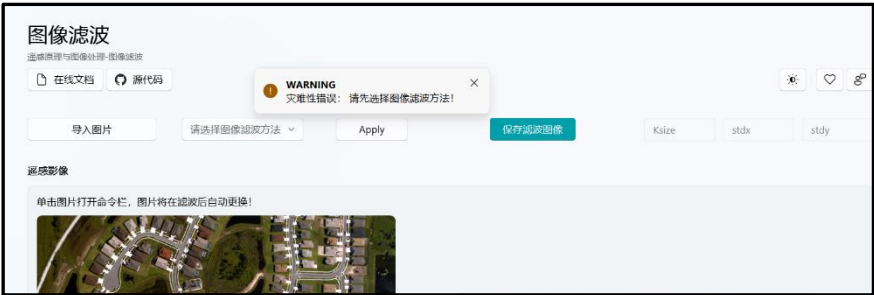 图像滤波
遥感原理与图像处理-图像滤波
在线文档 源代码
WARNING
灾难性错误： 请先选择图像滤波方法！
导入图片 请选择图像滤波方法 Apply 保存滤波图像 Ksize stdx stdy
遥感影像
单击图片打开命令栏，图片将在滤波后自动更换！